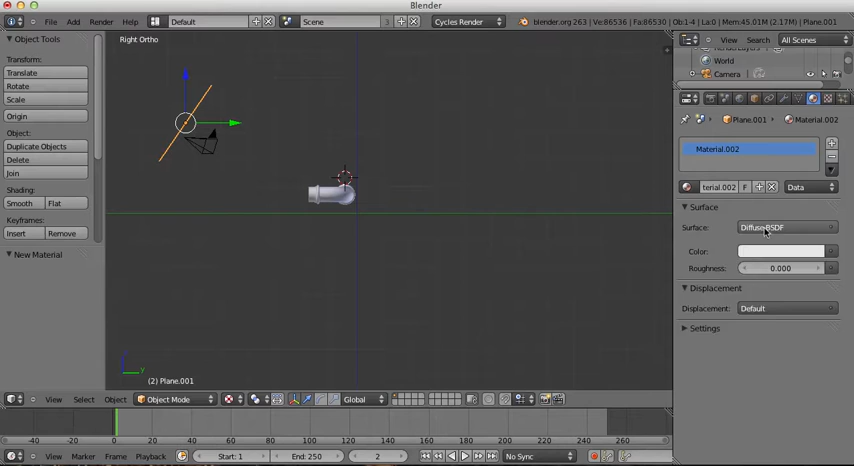 Blender
File Add Render Help Default Scene 3 Cycles Render blender.org 263 | Ve:86536 | Fa:86530 | Ob:1-4 | La:0 | Mem:45.01M (2.17M) | Plane.001
Object Tools
Transform:
Translate
Rotate
Scale
Origin
Object:
Duplicate Objects
Delete
Join
Shading:
Smooth Flat
Keyframes:
Insert Remove
New Material
Right Ortho
z
y
(2) Plane.001
View Select Object Object Mode Global
-40 -20 0 20 40 60 80 100 120 140 160 180 200 220 240 260
View Marker Frame Playback Start: 1 End: 250 2 No Sync
View Search All Scenes
World
Camera
Plane.001 Material.002
Material.002
terial.002 F Data
Surface
Surface: Diffuse BSDF
Color:
Roughness: 0.000
Displacement
Displacement: Default
Settings